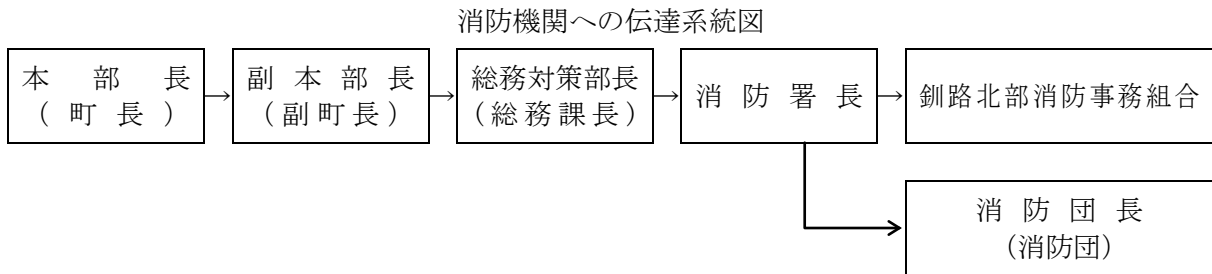 消防機関への伝達系統図
本部長
(町長)
→
副本部長
(副町長)
→
総務対策部長
(総務課長)
→
消防署長
→
釧路北部消防事務組合
消防団長
(消防団)